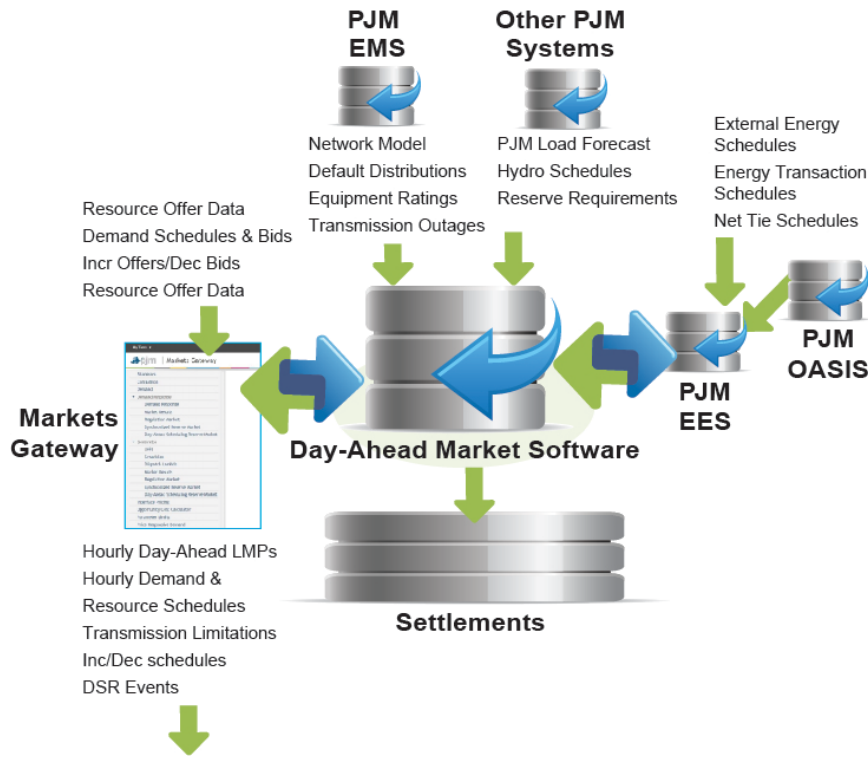 PJM
EMS
Other PJM
Systems
Network Model
Default Distributions
Equipment Ratings
Transmission Outages
PJM Load Forecast
Hydro Schedules
Reserve Requirements
External Energy
Schedules
Energy Transaction
Schedules
Net Tie Schedules
Resource Offer Data
Demand Schedules & Bids
Incr Offers/Dec Bids
Resource Offer Data
pjm | Markets Gateway
Markets
Gateway
Day-Ahead Market Software
PJM
EES
PJM
OASIS
Hourly Day-Ahead LMPs
Hourly Demand &
Resource Schedules
Transmission Limitations
Inc/Dec schedules
DSR Events
Settlements